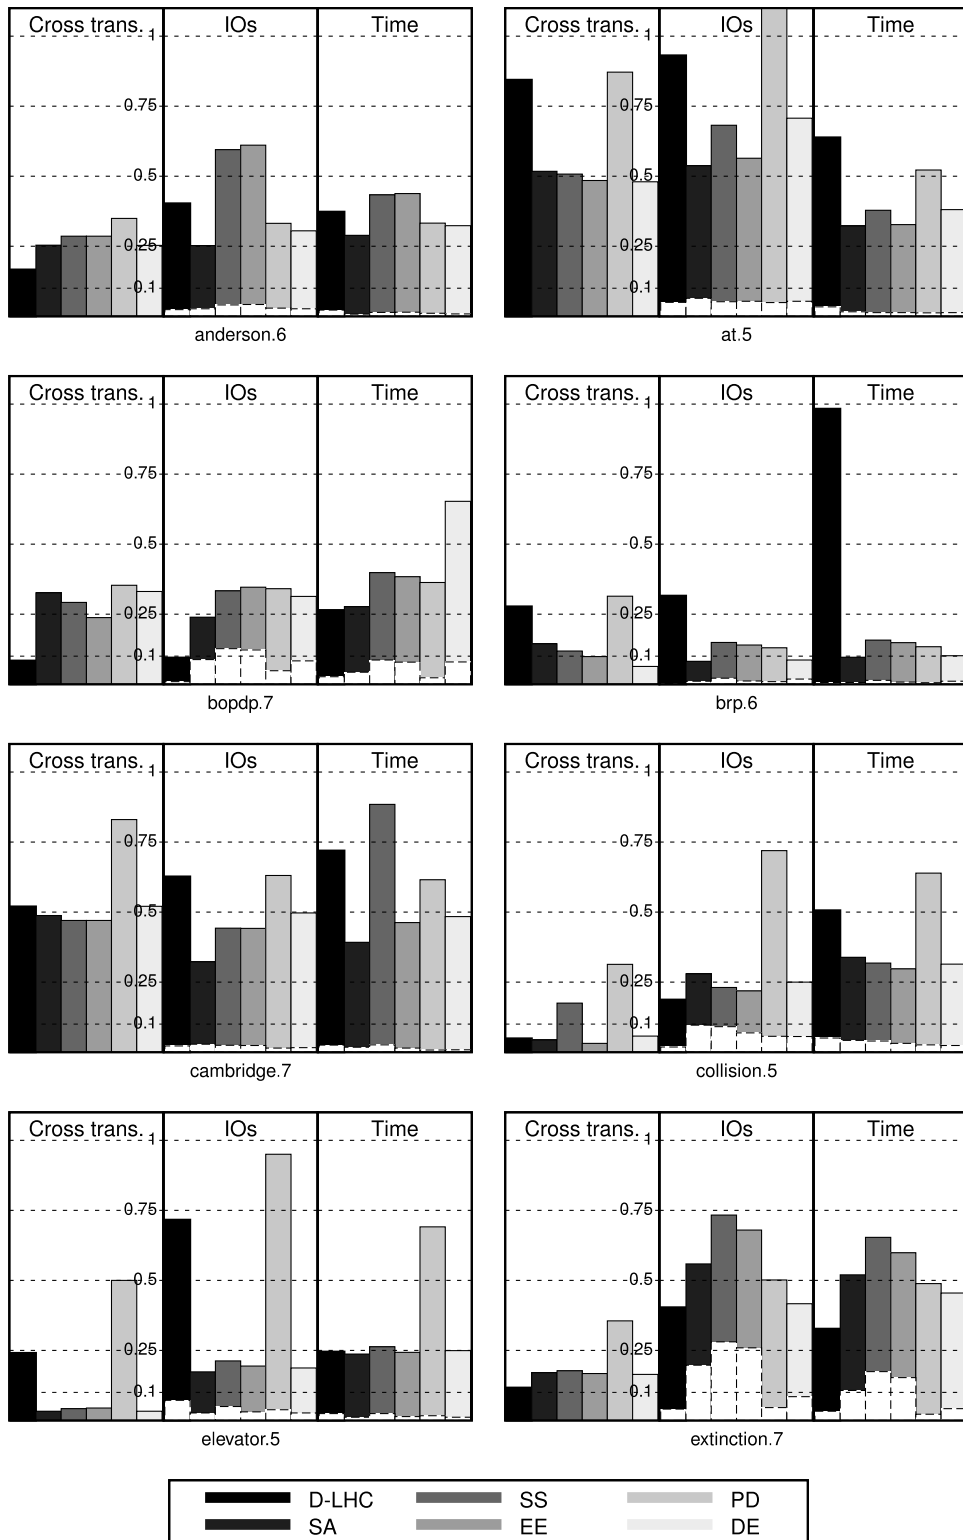 Cross trans. IOs Time Cross trans. IOs Time
1 1
0.75 0.75
0.5 0.5
0.25 0.25
0.1 0.1
anderson.6 at.5
Cross trans. IOs Time Cross trans. IOs Time
1 1
0.75 0.75
0.5 0.5
0.25 0.25
0.1 0.1
bopdp.7 brp.6
Cross trans. IOs Time Cross trans. IOs Time
1 1
0.75 0.75
0.5 0.5
0.25 0.25
0.1 0.1
cambridge.7 collision.5
Cross trans. IOs Time Cross trans. IOs Time
1 1
0.75 0.75
0.5 0.5
0.25 0.25
0.1 0.1
elevator.5 extinction.7
D-LHC SS PD
SA EE DE